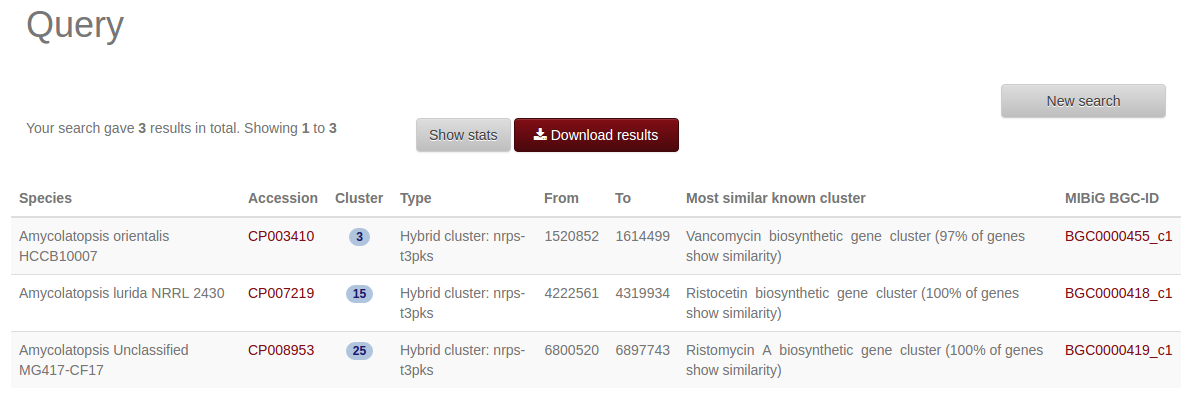 Query
New search
Your search gave 3 results in total. Showing 1 to 3
Show stats
Download results
Species Accession Cluster Type From To Most similar known cluster MIBiG BGC-ID
Amycolatopsis orientalis CP003410 3 Hybrid cluster: nrps- 1520852 1614499 Vancomycin biosynthetic gene cluster (97% of genes BGC0000455_c1
HCCB10007 t3pks show similarity)
Amycolatopsis lurida NRRL 2430 CP007219 15 Hybrid cluster: nrps- 4222561 4319934 Ristocetin biosynthetic gene cluster (100% of genes BGC0000418_c1
t3pks show similarity)
Amycolatopsis Unclassified CP008953 25 Hybrid cluster: nrps- 6800520 6897743 Ristomycin A biosynthetic gene cluster (100% of genes BGC0000419_c1
MG417-CF17 t3pks show similarity)